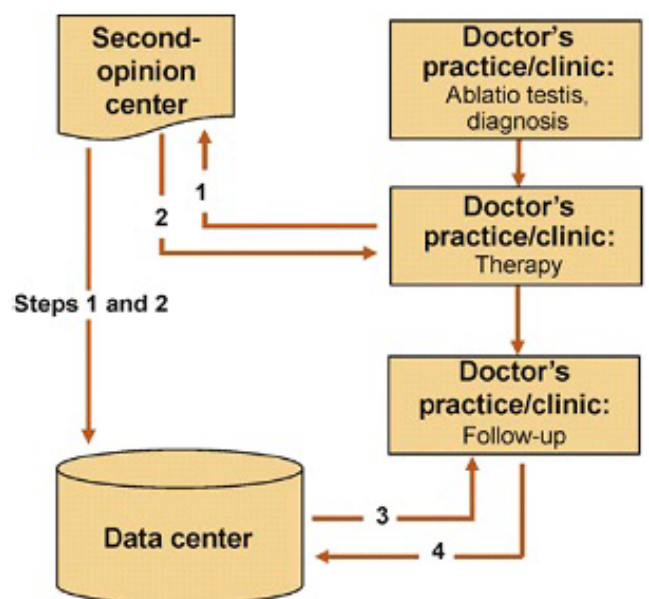 Second-
opinion
center
Doctor’s
practice/clinic:
Ablatio testis,
diagnosis
1
2
Doctor’s
practice/clinic:
Therapy
Steps 1 and 2
Doctor’s
practice/clinic:
Follow-up
Data center
3
4